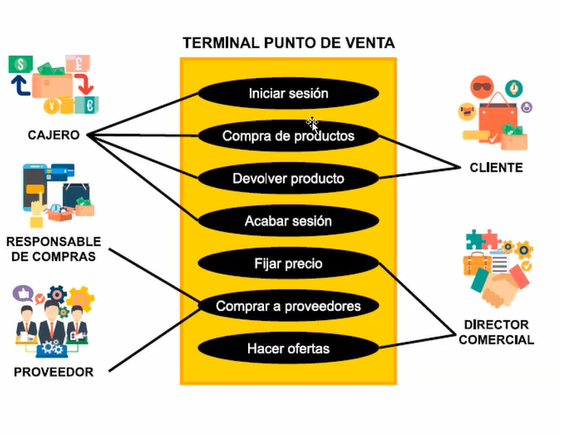 TERMINAL PUNTO DE VENTA
Iniciar sesión
Compra de productos
CAJERO
CLIENTE
Devolver producto
Acabar sesión
RESPONSABLE
DE COMPRAS
Fijar precio
Comprar a proveedores
DIRECTOR
COMERCIAL
Hacer ofertas
PROVEEDOR